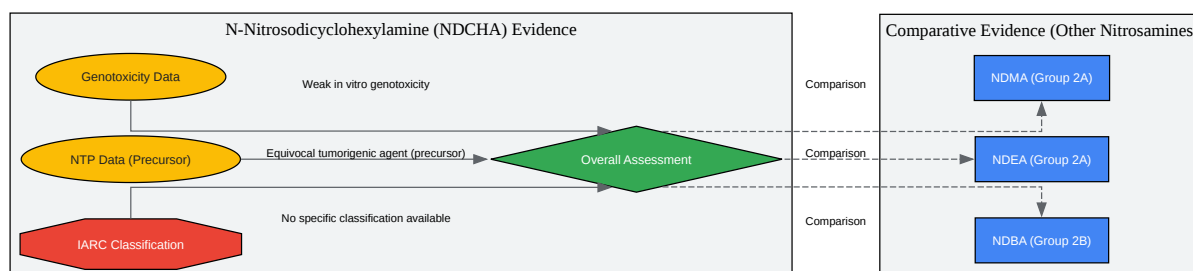 N-Nitrosodicyclohexylamine (NDCHA) Evidence
Comparative Evidence (Other Nitrosamines
Genotoxicity Data
Weak in vitro genotoxicity
Comparison
NDMA (Group 2A)
NTP Data (Precursor)
Equivocal tumorigenic agent (precursor)
Overall Assessment
Comparison
NDEA (Group 2A)
No specific classification available
Comparison
NDBA (Group 2B)
IARC Classification